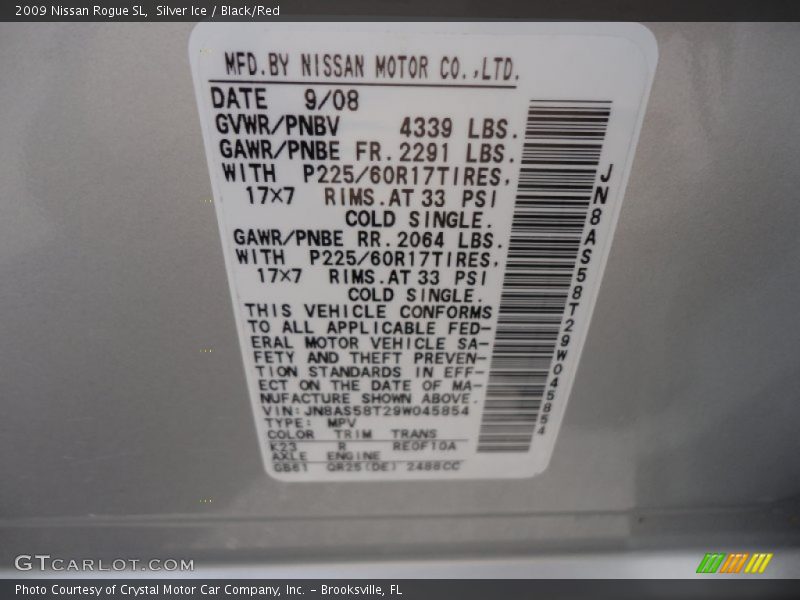 2009 Nissan Rogue SL, Silver Ice / Black/Red
MFD.BY NISSAN MOTOR CO.,LTD.
DATE 9/08
GVWR/PNBV 4339 LBS.
GAWR/PNBE FR. 2291 LBS.
WITH P225/60R17TIRES,
17×7 RIMS.AT 33 PSI
COLD SINGLE.
GAWR/PNBE RR. 2064 LBS.
WITH P225/60R17TIRES,
17×7 RIMS.AT 33 PSI
COLD SINGLE.
THIS VEHICLE CONFORMS
TO ALL APPLICABLE FED-
ERAL MOTOR VEHICLE SA-
FETY AND THEFT PREVEN-
TION STANDARDS IN EFF-
ECT ON THE DATE OF MA-
NUFACTURE SHOWN ABOVE.
VIN: JN8AS58T29W045854
TYPE: MPV
COLOR TRIM TRANS
K23 R RE0F10A
AXLE ENGINE
GB61 QR25(DE) 2488CC
JN8AS58T29W045854
GTCARLOT.COM
Photo Courtesy of Crystal Motor Car Company, Inc. – Brooksville, FL